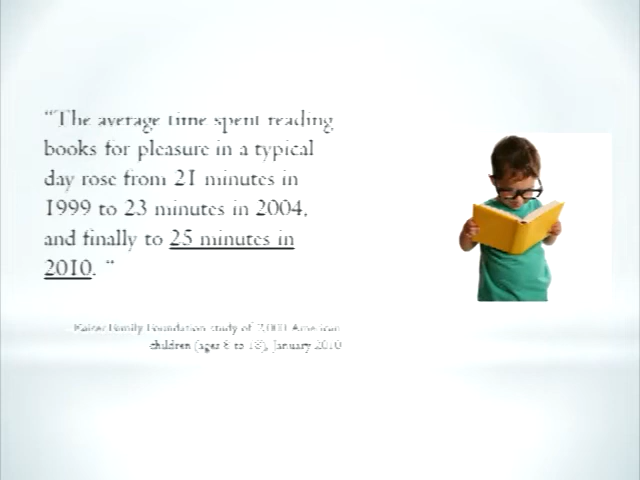 “The average time spent reading
books for pleasure in a typical
day rose from 21 minutes in
1999 to 23 minutes in 2004,
and finally to 25 minutes in
2010. “
Kaiser Family Foundation study of 2,000 American
children (ages 8 to 18), January 2010